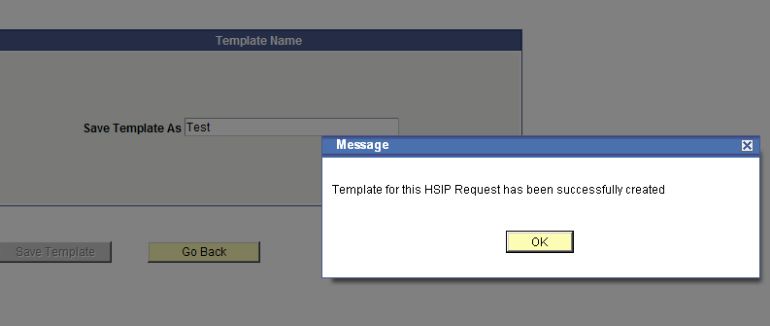 Template Name
Save Template As Test
Message
Template for this HSIP Request has been successfully created
OK
Save Template Go Back